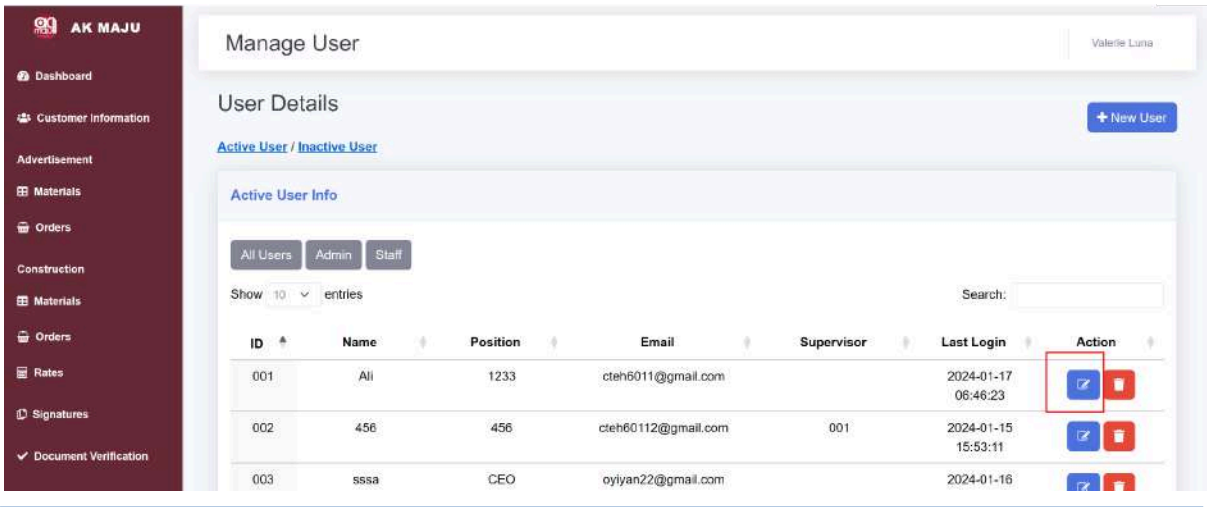 AK MAJU
Manage User
Valerie Luna
Dashboard
Customer Information
Advertisement
Materials
Orders
Construction
Materials
Orders
Rates
Signatures
Document Verification
User Details
+ New User
Active User / Inactive User
Active User Info
All Users Admin Staff
Show 10 entries
Search:
ID Name Position Email Supervisor Last Login Action
001 Ali 1233 cteh6011@gmail.com 2024-01-17
06:46:23
002 456 456 cteh60112@gmail.com 001 2024-01-15
15:53:11
003 sssa CEO oyiyan22@gmail.com 2024-01-16